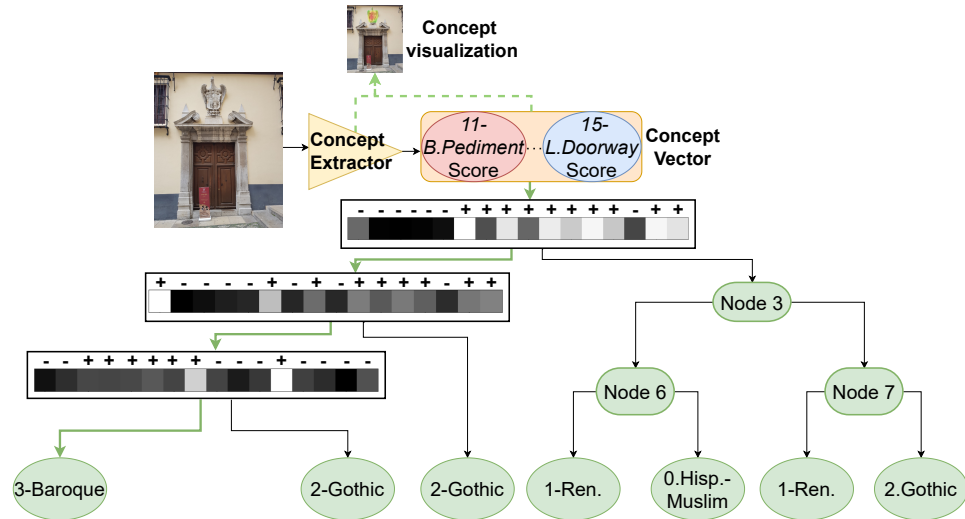 Concept
visualization
Concept
Extractor
11-
B.Pediment
Score
...
15-
L.Doorway
Score
Concept
Vector
- - - - - - + + + + + + + + - + +
+ - - - - + - + - + + + + - + +
- - + + + + + + - - - + - - - -
Node 3
Node 6
Node 7
3-Baroque
2-Gothic
2-Gothic
1-Ren.
0.Hisp.-
Muslim
1-Ren.
2.Gothic